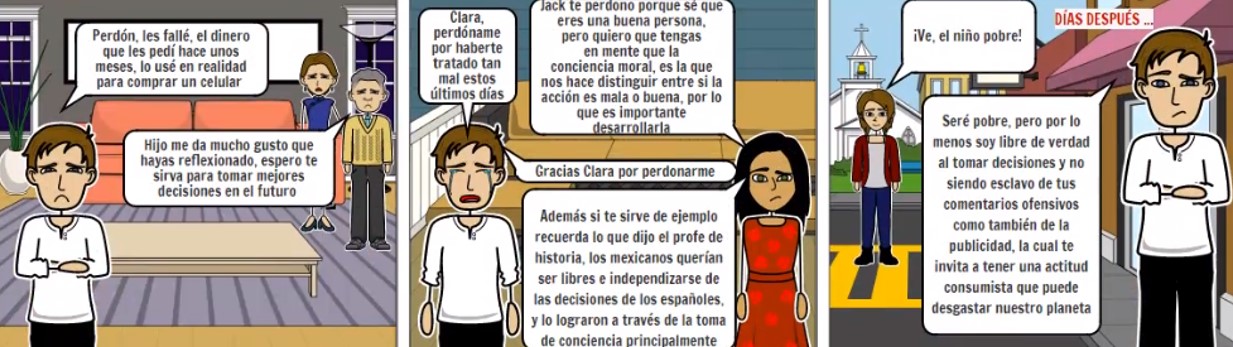 Perdón, les fallé, el dinero
que les pedí hace unos
meses, lo usé en realidad
para comprar un celular
Hijo me da mucho gusto que
hayas reflexionado, espero te
sirva para tomar mejores
decisiones en el futuro
Clara,
perdóname
por haberte
tratado tan
mal estos
últimos días
Jack te perdono porque sé que
eres una buena persona,
pero quiero que tengas
en mente que la
conciencia moral, es la que
nos hace distinguir entre si la
acción es mala o buena, por lo
que es importante
desarrollarla
Gracias Clara por perdonarme
Además si te sirve de ejemplo
recuerda lo que dijo el profe de
historia, los mexicanos querían
ser libres e independizarse de
las decisiones de los españoles,
y lo lograron a través de la toma
de conciencia principalmente
DÍAS DESPUÉS ...
¡Ve, el niño pobre!
Seré pobre, pero por lo
menos soy libre de verdad
al tomar decisiones y no
siendo esclavo de tus
comentarios ofensivos
como también de la
publicidad, la cual te
invita a tener una actitud
consumista que puede
desgastar nuestro planeta